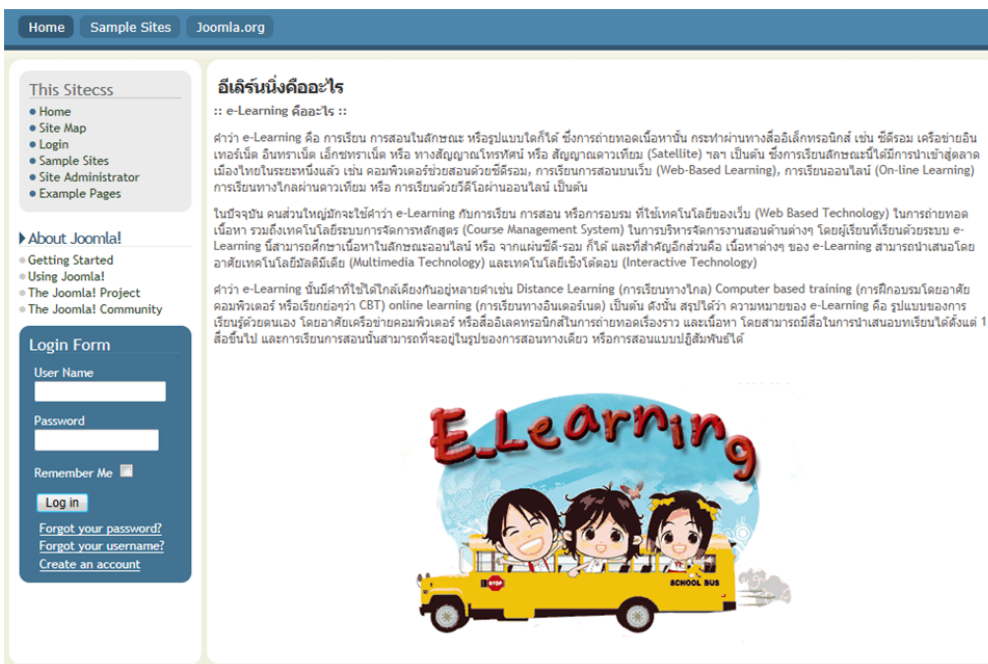 Home Sample Sites Joomla.org
This Sitecss
Home
Site Map
Login
Sample Sites
Site Administrator
Example Pages
About Joomla!
Getting Started
Using Joomla!
The Joomla! Project
The Joomla! Community
Login Form
User Name
Password
Remember Me
Log in
Forgot your password?
Forgot your username?
Create an account
อีเลิร์นนิ่งคืออะไร
:: e-Learning คืออะไร ::
คำว่า e-Learning คือ การเรียน การสอนในลักษณะ หรือรูปแบบใดก็ได้ ซึ่งการถ่ายทอดเนื้อหานั้น กระทำผ่านทางสื่ออิเล็กทรอนิกส์ เช่น ซีดีรอม เครือข่ายอิน
เทอร์เน็ต อินทราเน็ต เอ็กซทราเน็ต หรือ ทางสัญญาณโทรทัศน์ หรือ สัญญาณดาวเทียม (Satellite) ฯลฯ เป็นต้น ซึ่งการเรียนลักษณะนี้ได้มีการนำเข้าสู่ตลาด
เมืองไทยในระยะหนึ่งแล้ว เช่น คอมพิวเตอร์ช่วยสอนด้วยซีดีรอม, การเรียนการสอนบนเว็บ (Web-Based Learning), การเรียนออนไลน์ (On-line Learning)
การเรียนทางไกลผ่านดาวเทียม หรือ การเรียนด้วยวีดีโอผ่านออนไลน์ เป็นต้น
ในปัจจุบัน คนส่วนใหญ่มักจะใช้คำว่า e-Learning กับการเรียน การสอน หรือการอบรม ที่ใช้เทคโนโลยีของเว็บ (Web Based Technology) ในการถ่ายทอด
เนื้อหา รวมถึงเทคโนโลยีระบบการจัดการหลักสูตร (Course Management System) ในการบริหารจัดการงานสอนด้านต่างๆ โดยผู้เรียนที่เรียนด้วยระบบ e-
Learning นี้สามารถศึกษาเนื้อหาในลักษณะออนไลน์ หรือ จากแผ่นซีดี-รอม ก็ได้ และที่สำคัญอีกส่วนคือ เนื้อหาต่างๆ ของ e-Learning สามารถนำเสนอโดย
อาศัยเทคโนโลยีมัลติมีเดีย (Multimedia Technology) และเทคโนโลยีเชิงโต้ตอบ (Interactive Technology)
คำว่า e-Learning นั้นมีคำที่ใช้ได้ใกล้เคียงกันอยู่หลายคำเช่น Distance Learning (การเรียนทางไกล) Computer based training (การฝึกอบรมโดยอาศัย
คอมพิวเตอร์ หรือเรียกย่อๆว่า CBT) online learning (การเรียนทางอินเตอร์เนต) เป็นต้น ดังนั้น สรุปได้ว่า ความหมายของ e-Learning คือ รูปแบบของการ
เรียนรู้ด้วยตนเอง โดยอาศัยเครือข่ายคอมพิวเตอร์ หรือสื่ออิเลคทรอนิกส์ในการถ่ายทอดเรื่องราว และเนื้อหา โดยสามารถมีสื่อในการนำเสนอบทเรียนได้ตั้งแต่ 1
สื่อขึ้นไป และการเรียนการสอนนั้นสามารถที่จะอยู่ในรูปของการสอนทางเดียว หรือการสอนแบบปฏิสัมพันธ์ได้
E_Learning
STOP
SCHOOL BUS